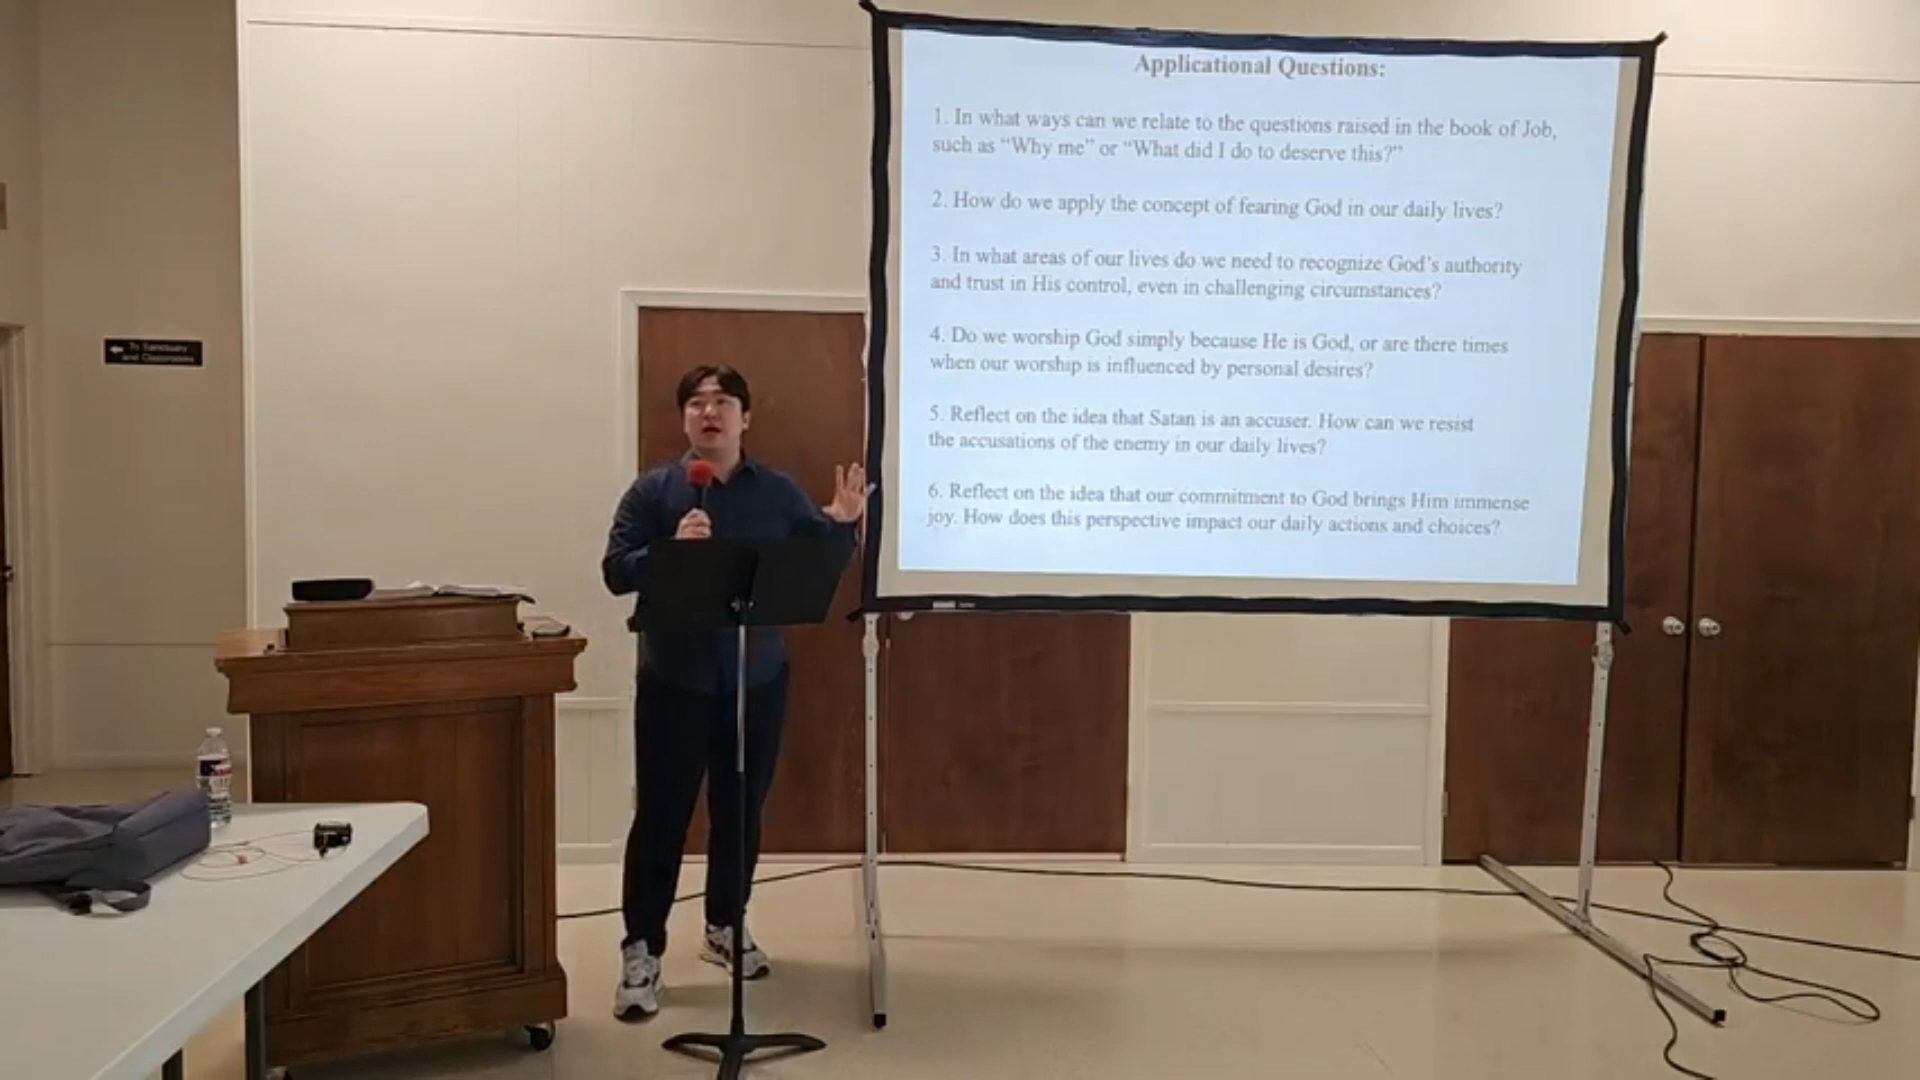 Applicational Questions:
1. In what ways can we relate to the questions raised in the book of Job,
such as “Why me” or “What did I do to deserve this?”
2. How do we apply the concept of fearing God in our daily lives?
3. In what areas of our lives do we need to recognize God's authority
and trust in His control, even in challenging circumstances?
4. Do we worship God simply because He is God, or are there times
when our worship is influenced by personal desires?
5. Reflect on the idea that Satan is an accuser. How can we resist
the accusations of the enemy in our daily lives?
6. Reflect on the idea that our commitment to God brings Him immense
joy. How does this perspective impact our daily actions and choices?
To Sanctuary
and Classrooms